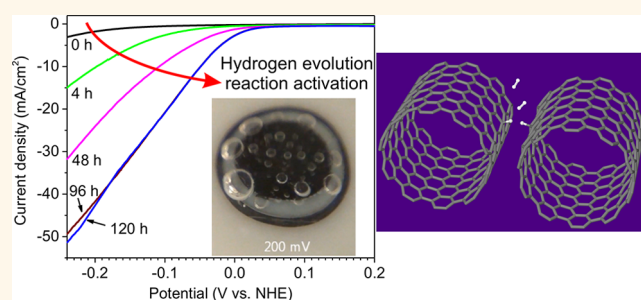 0
-10
-20
-30
-40
-50
Current density (mA/cm²)
0 h
4 h
48 h
96 h
120 h
Hydrogen evolution
reaction activation
200 mV
-0.2 -0.1 0.0 0.1 0.2
Potential (V vs. NHE)